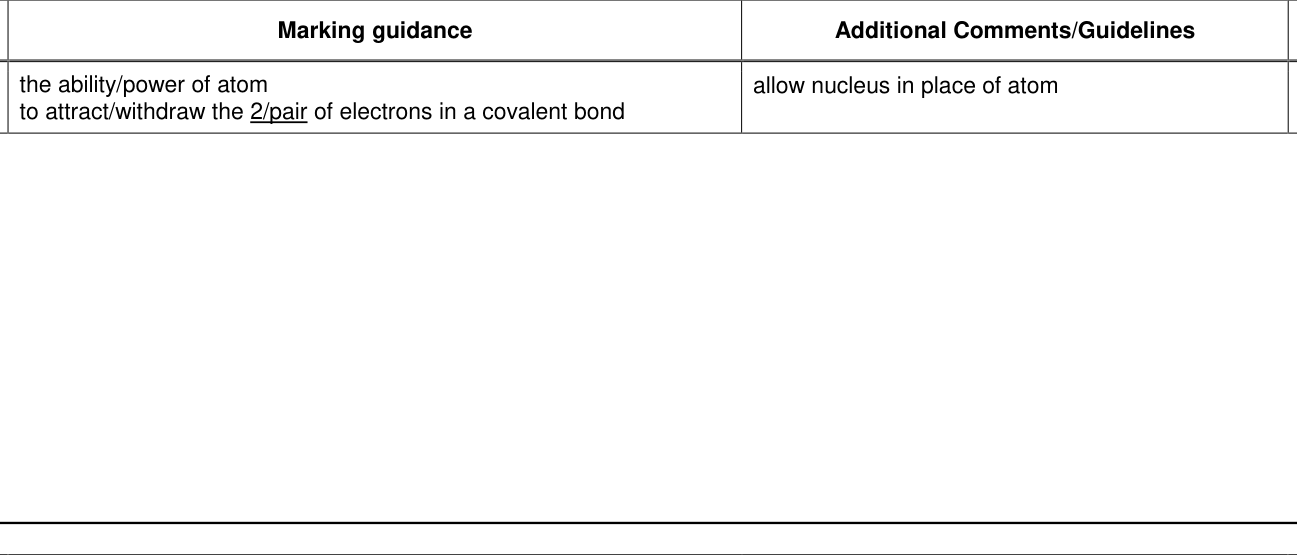 Marking guidance
Additional Comments/Guidelines
the ability/power of atom
to attract/withdraw the 2/pair of electrons in a covalent bond
allow nucleus in place of atom